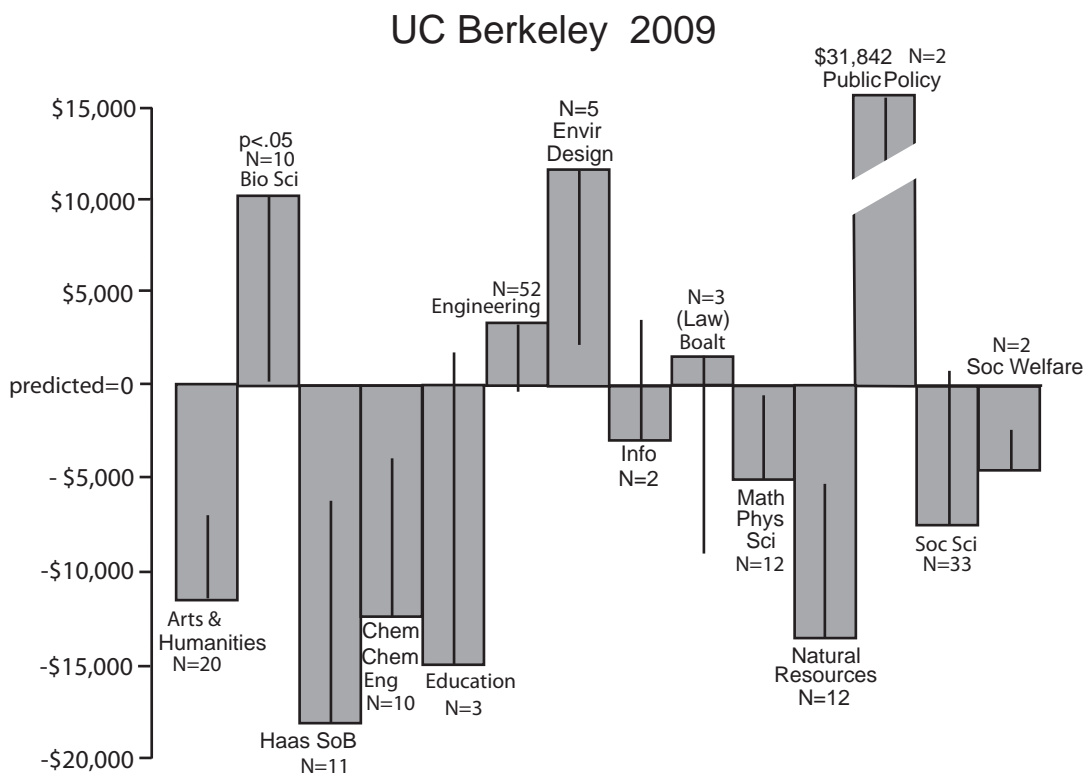 UC Berkeley 2009
$31,842 N=2
Public Policy
$15,000
$10,000
$5,000
predicted=0
- $5,000
-$10,000
-$15,000
-$20,000
p<.05
N=10
Bio Sci
N=52
Engineering
N=5
Envir
Design
N=3
(Law)
Boalt
N=2
Soc Welfare
Arts &
Humanities
N=20
Haas SoB
N=11
Chem
Chem
Eng
N=10
Education
N=3
Info
N=2
Math
Phys
Sci
N=12
Natural
Resources
N=12
Soc Sci
N=33